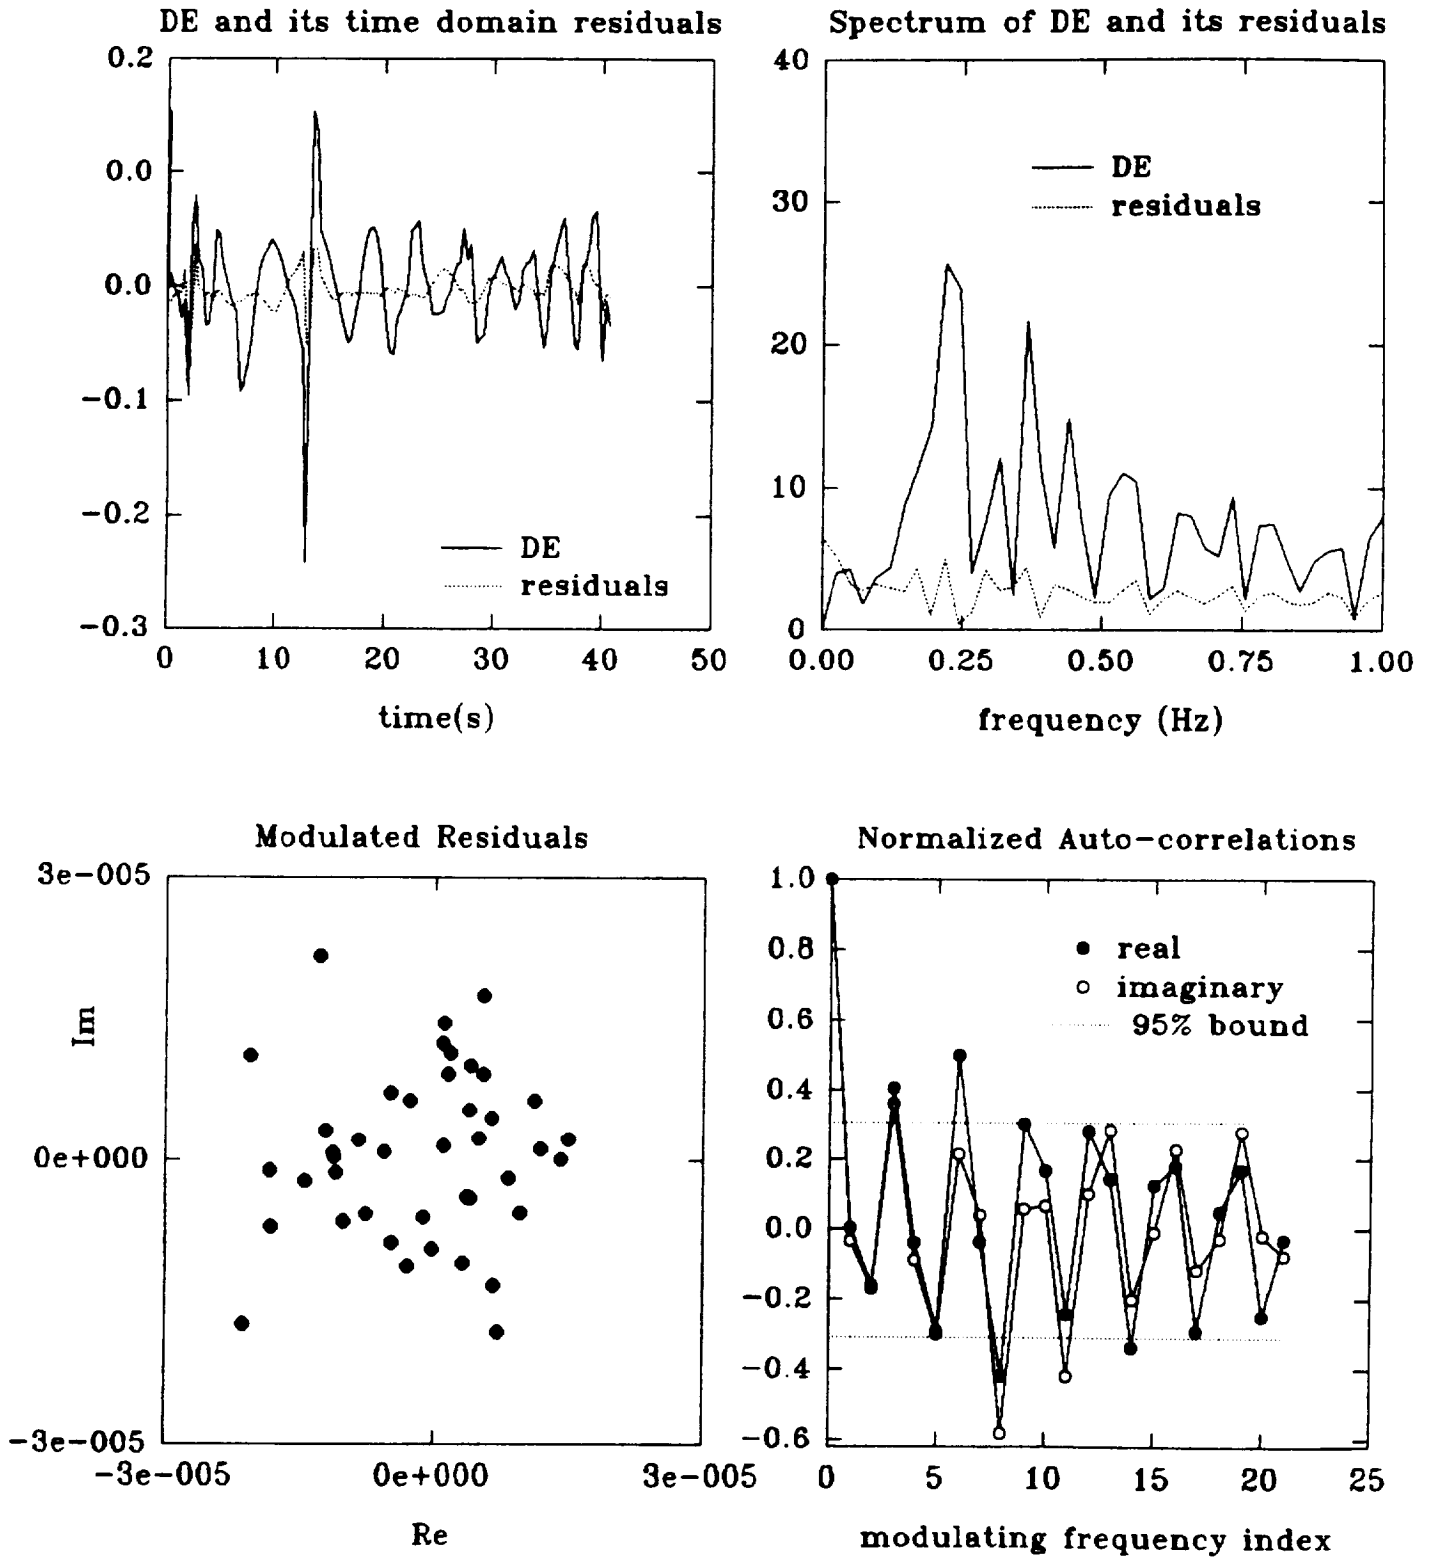 DE and its time domain residuals
0.2
0.0
0.0
−0.1
−0.2
−0.3
DE
residuals
0 10 20 30 40 50
time(s)
Spectrum of DE and its residuals
40
30
20
10
0
DE
residuals
0.00 0.25 0.50 0.75 1.00
frequency (Hz)
Modulated Residuals
3e−005
0e+000
−3e−005
Im
−3e−005 0e+000 3e−005
Re
Normalized Auto−correlations
1.0
0.8
0.6
0.4
0.2
0.0
−0.2
−0.4
−0.6
real
imaginary
95% bound
0 5 10 15 20 25
modulating frequency index